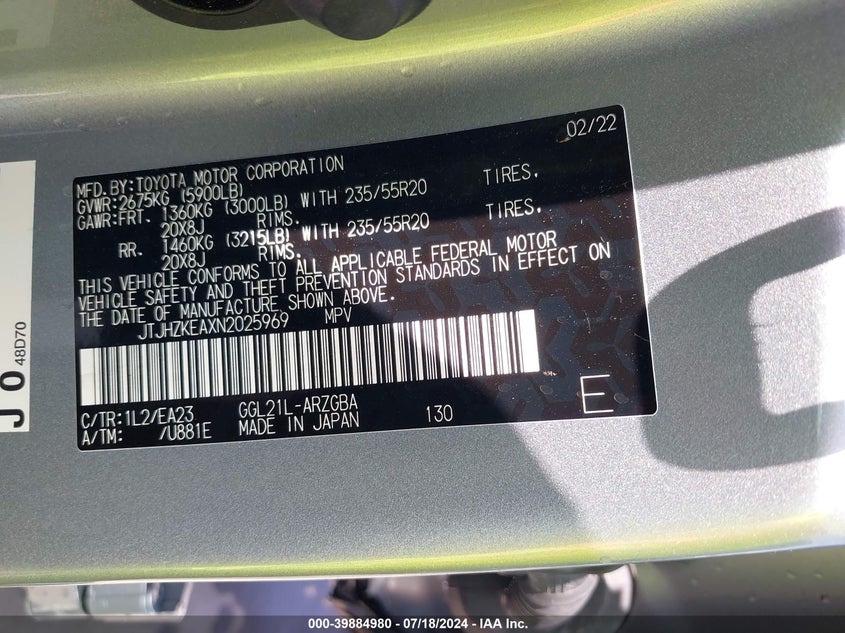 02/22
MFD.BY:TOYOTA MOTOR CORPORATION
GVWR:2675KG (5900LB)
GAWR:FRT. 1360KG (3000LB) WITH 235/55R20 TIRES.
20X8J RIMS.
RR. 1460KG (3215LB) WITH 235/55R20 TIRES.
20X8J RIMS.
THIS VEHICLE CONFORMS TO ALL APPLICABLE FEDERAL MOTOR
VEHICLE SAFETY AND THEFT PREVENTION STANDARDS IN EFFECT ON
THE DATE OF MANUFACTURE SHOWN ABOVE.
JTJHZKEAXN2025969 MPV
C/TR:1L2/EA23 GGL21L-ARZGBA
A/TM: /U881E MADE IN JAPAN 130
E
J 0
48D70
000-39884980 / 07/18/2024 - IAA Inc.